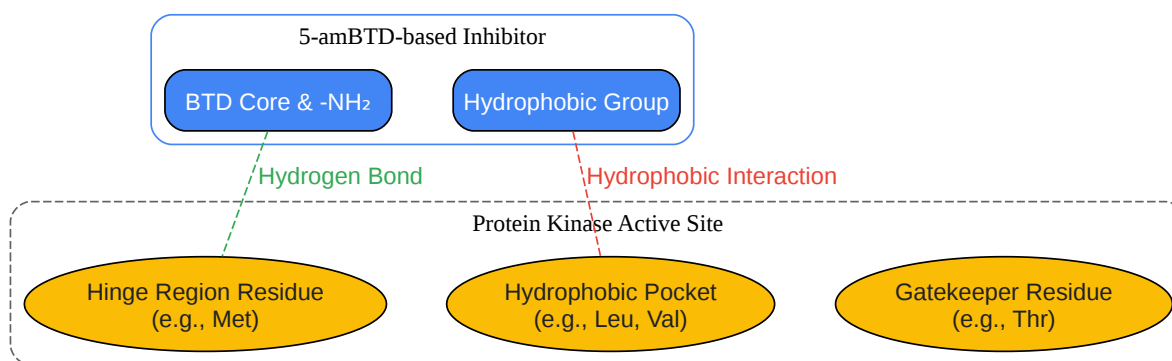 5-amBTD-based Inhibitor
BTD Core & -NH₂
Hydrophobic Group
Hydrogen Bond
Hydrophobic Interaction
Protein Kinase Active Site
Hinge Region Residue
(e.g., Met)
Hydrophobic Pocket
(e.g., Leu, Val)
Gatekeeper Residue
(e.g., Thr)